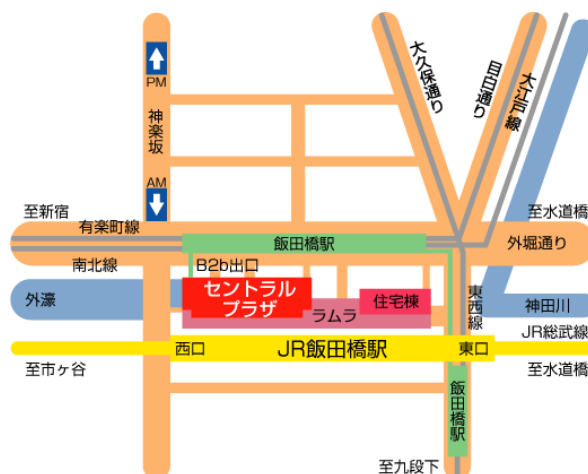 PM
神楽坂
AM
大久保通り
目白通り
大江戸線
至新宿
至水道橋
有楽町線
飯田橋駅
外堀通り
南北線
B2b出口
セントラル
プラザ
ラムラ
住宅棟
東西線
外濠
神田川
JR総武線
西口
JR飯田橋駅
東口
至市ヶ谷
至水道橋
飯田橋駅
至九段下